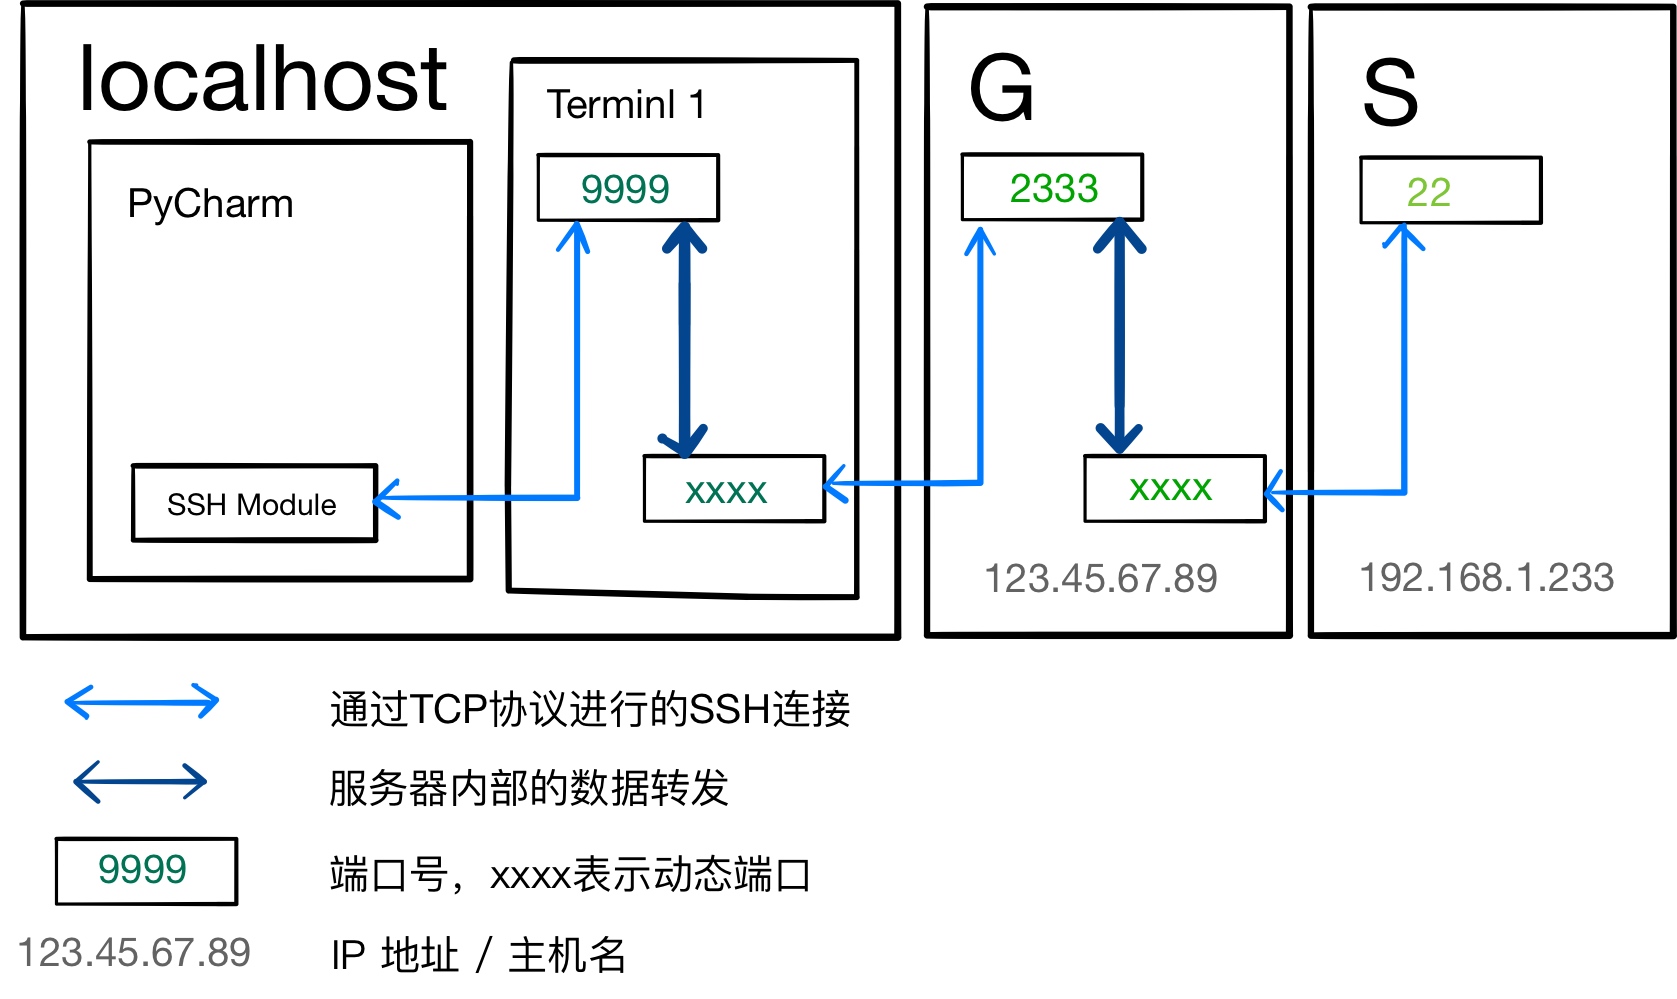 localhost
PyCharm
SSH Module
Terminl 1
9999
xxxx
G
2333
xxxx
123.45.67.89
S
22
192.168.1.233
通过TCP协议进行的SSH连接
服务器内部的数据转发
9999 端口号，xxxx表示动态端口
123.45.67.89 IP 地址 / 主机名